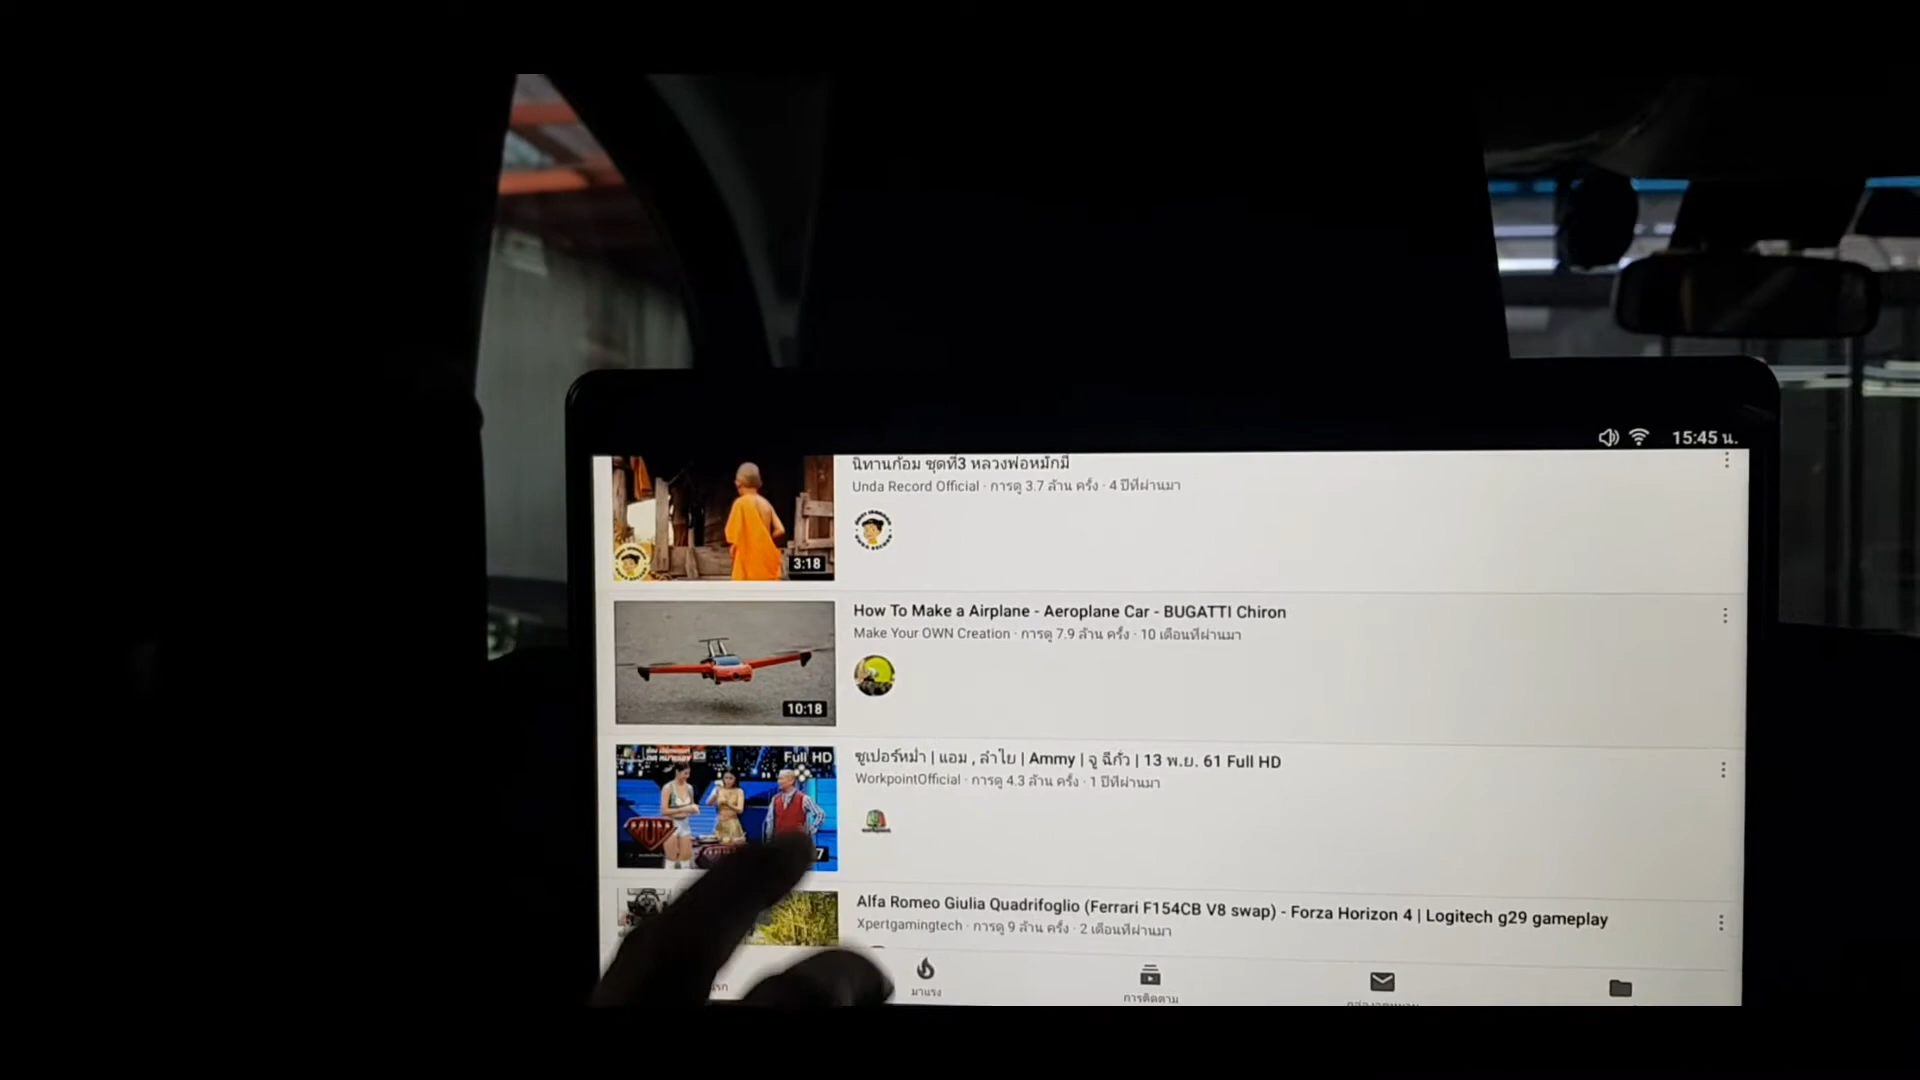 15:45 น.
นิทานก้อม ชุดที่3 หลวงพ่อหมักมี
Unda Record Official · การดู 3.7 ล้าน ครั้ง · 4 ปีที่ผ่านมา
3:18
How To Make a Airplane - Aeroplane Car - BUGATTI Chiron
Make Your OWN Creation · การดู 7.9 ล้าน ครั้ง · 10 เดือนที่ผ่านมา
10:18
Full HD
MUM
ซูเปอร์หม่ำ | แอม , ลำไย | Ammy | จู ฉีกั่ว | 13 พ.ย. 61 Full HD
WorkpointOfficial · การดู 4.3 ล้าน ครั้ง · 1 ปีที่ผ่านมา
Alfa Romeo Giulia Quadrifoglio (Ferrari F154CB V8 swap) - Forza Horizon 4 | Logitech g29 gameplay
Xpertgamingtech · การดู 9 ล้าน ครั้ง · 2 เดือนที่ผ่านมา
มาแรง
การติดตาม